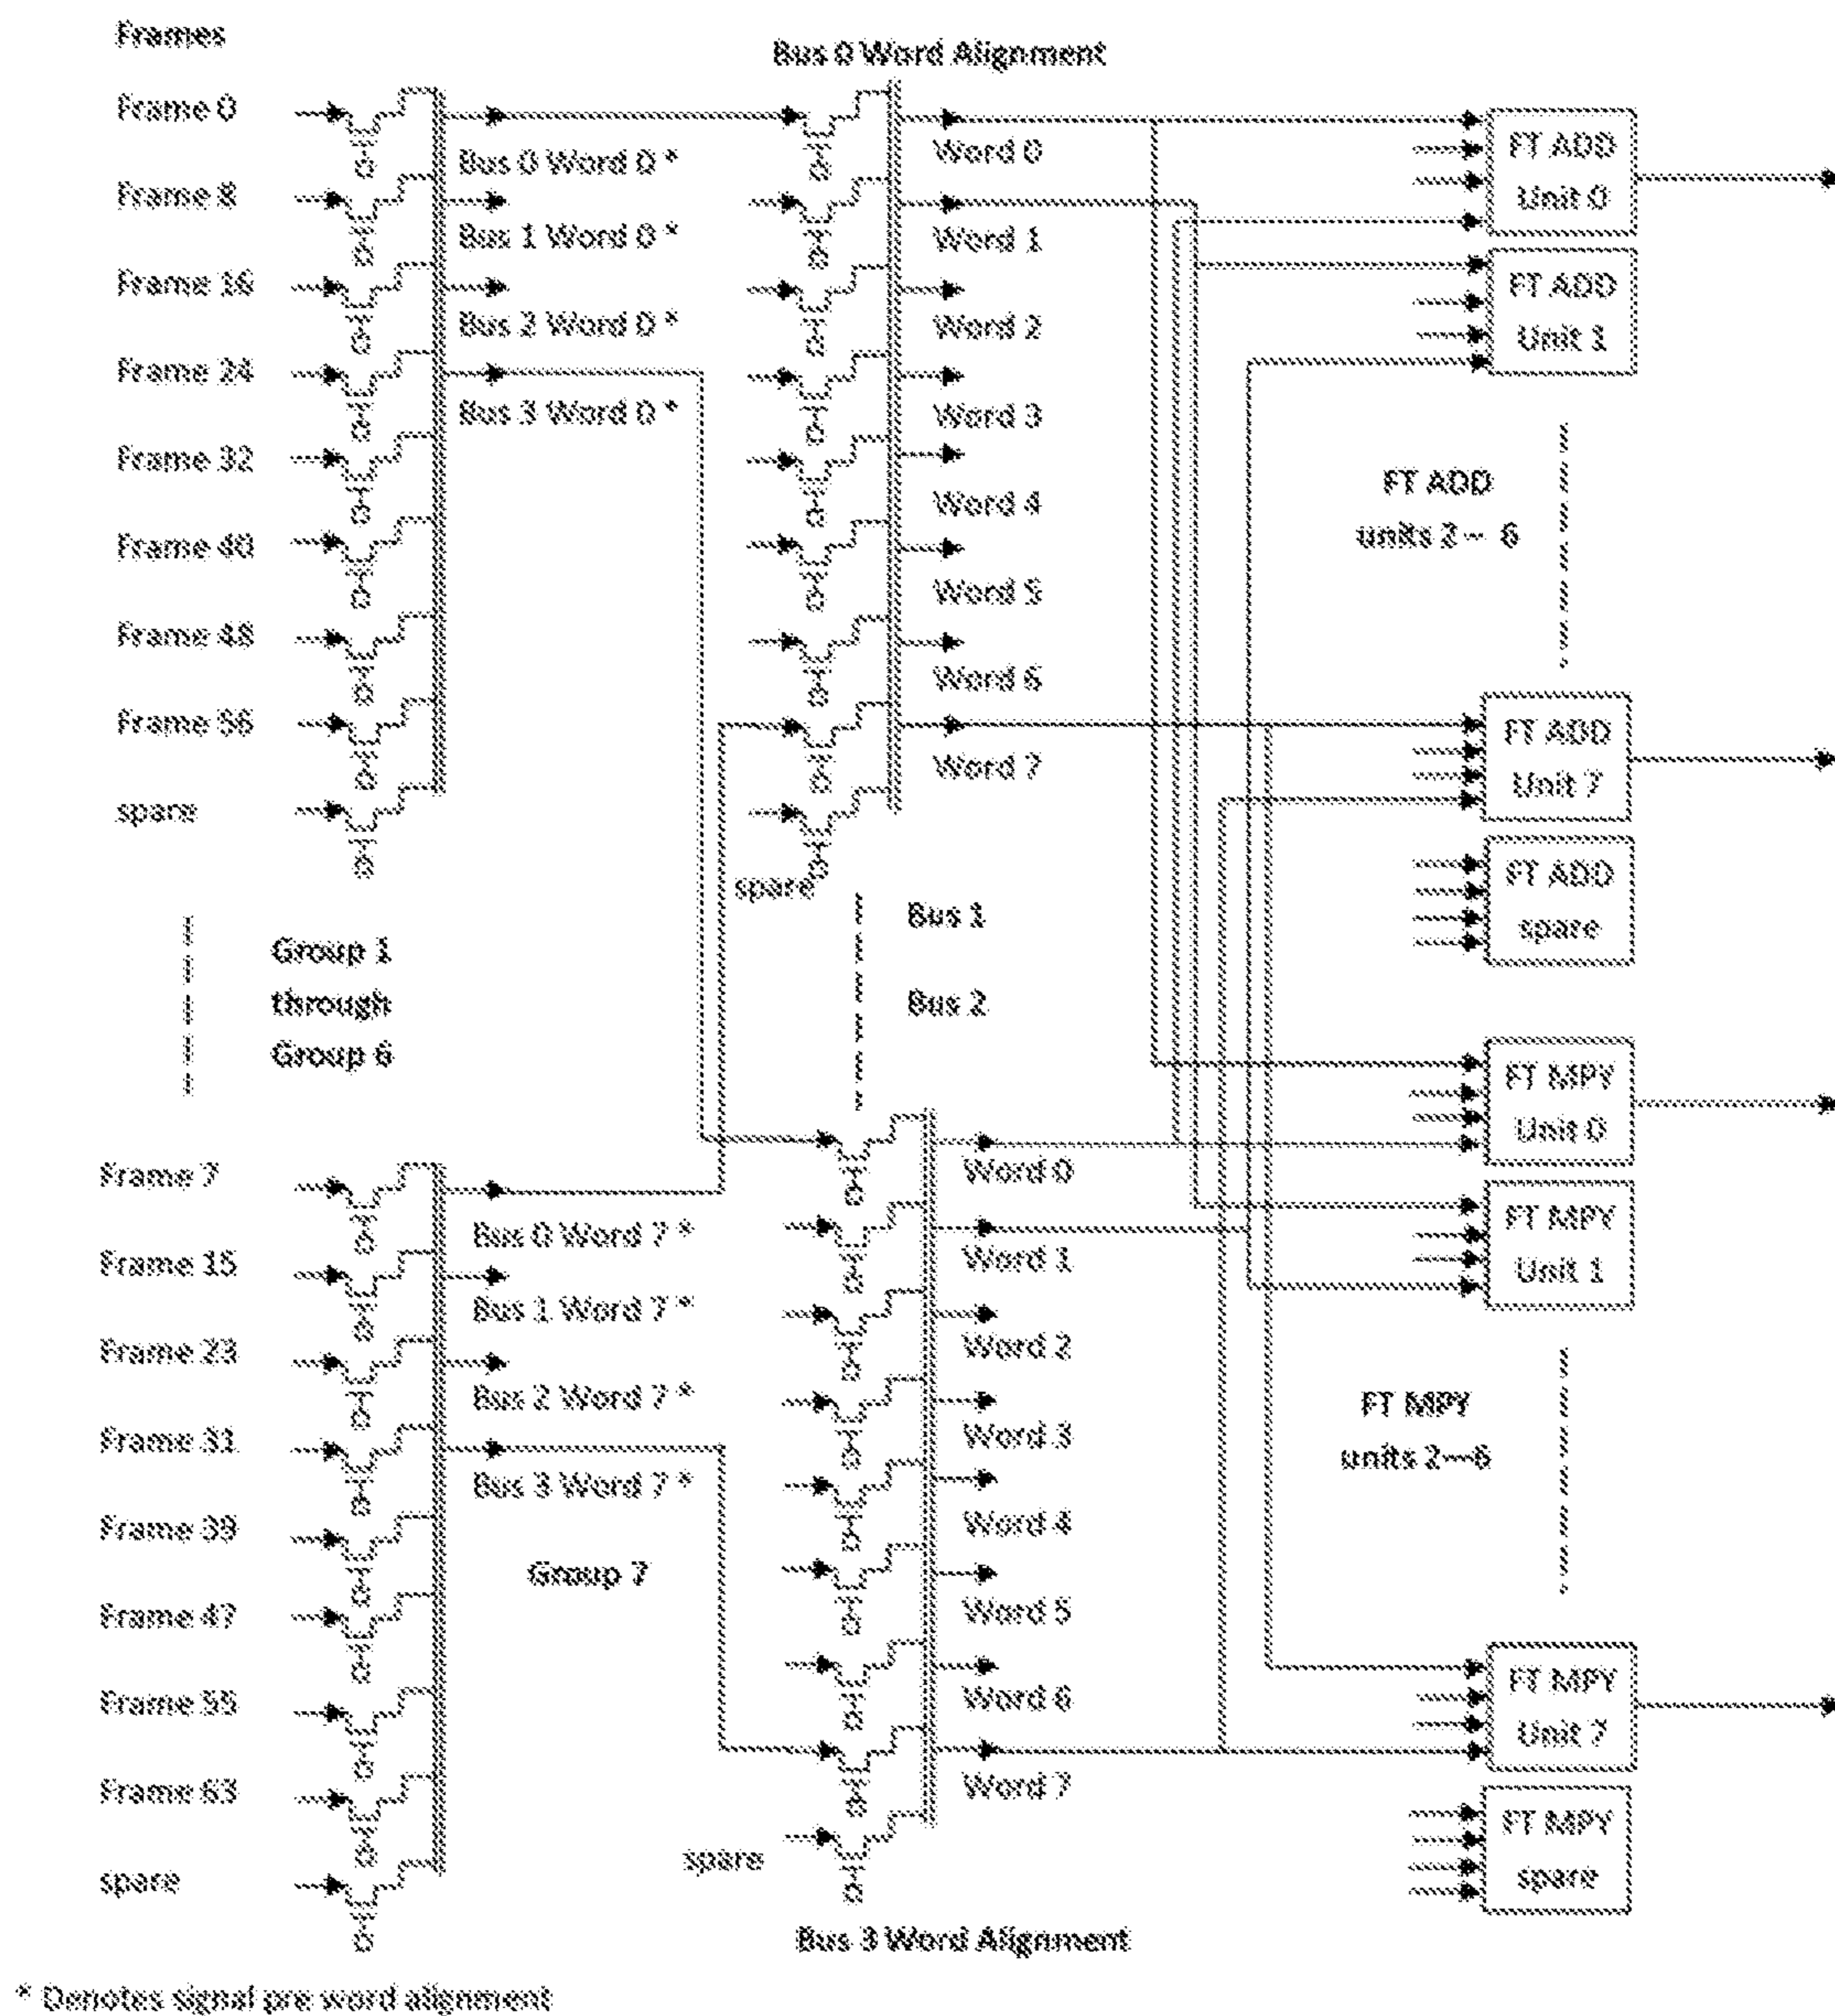 Frames
Frame 0
Frame 8
Frame 16
Frame 24
Frame 32
Frame 40
Frame 48
Frame 56
spare
Bus 0 Word 0 *
Bus 1 Word 0 *
Bus 2 Word 0 *
Bus 3 Word 0 *
Group 1
through
Group 6
Frame 7
Frame 15
Frame 23
Frame 31
Frame 39
Frame 47
Frame 55
Frame 63
spare
Bus 0 Word 7 *
Bus 1 Word 7 *
Bus 2 Word 7 *
Bus 3 Word 7 *
Group 7
Bus 0 Word Alignment
Word 0
Word 1
Word 2
Word 3
Word 4
Word 5
Word 6
Word 7
spare
Bus 1
Bus 2
Word 0
Word 1
Word 2
Word 3
Word 4
Word 5
Word 6
Word 7
spare
Bus 3 Word Alignment
FT ADD
Unit 0
FT ADD
Unit 1
FT ADD
units 2 – 6
FT ADD
Unit 7
FT ADD
spare
FT MPY
Unit 0
FT MPY
Unit 1
FT MPY
units 2—6
FT MPY
Unit 7
FT MPY
spare
* Denotes signal pre word alignment